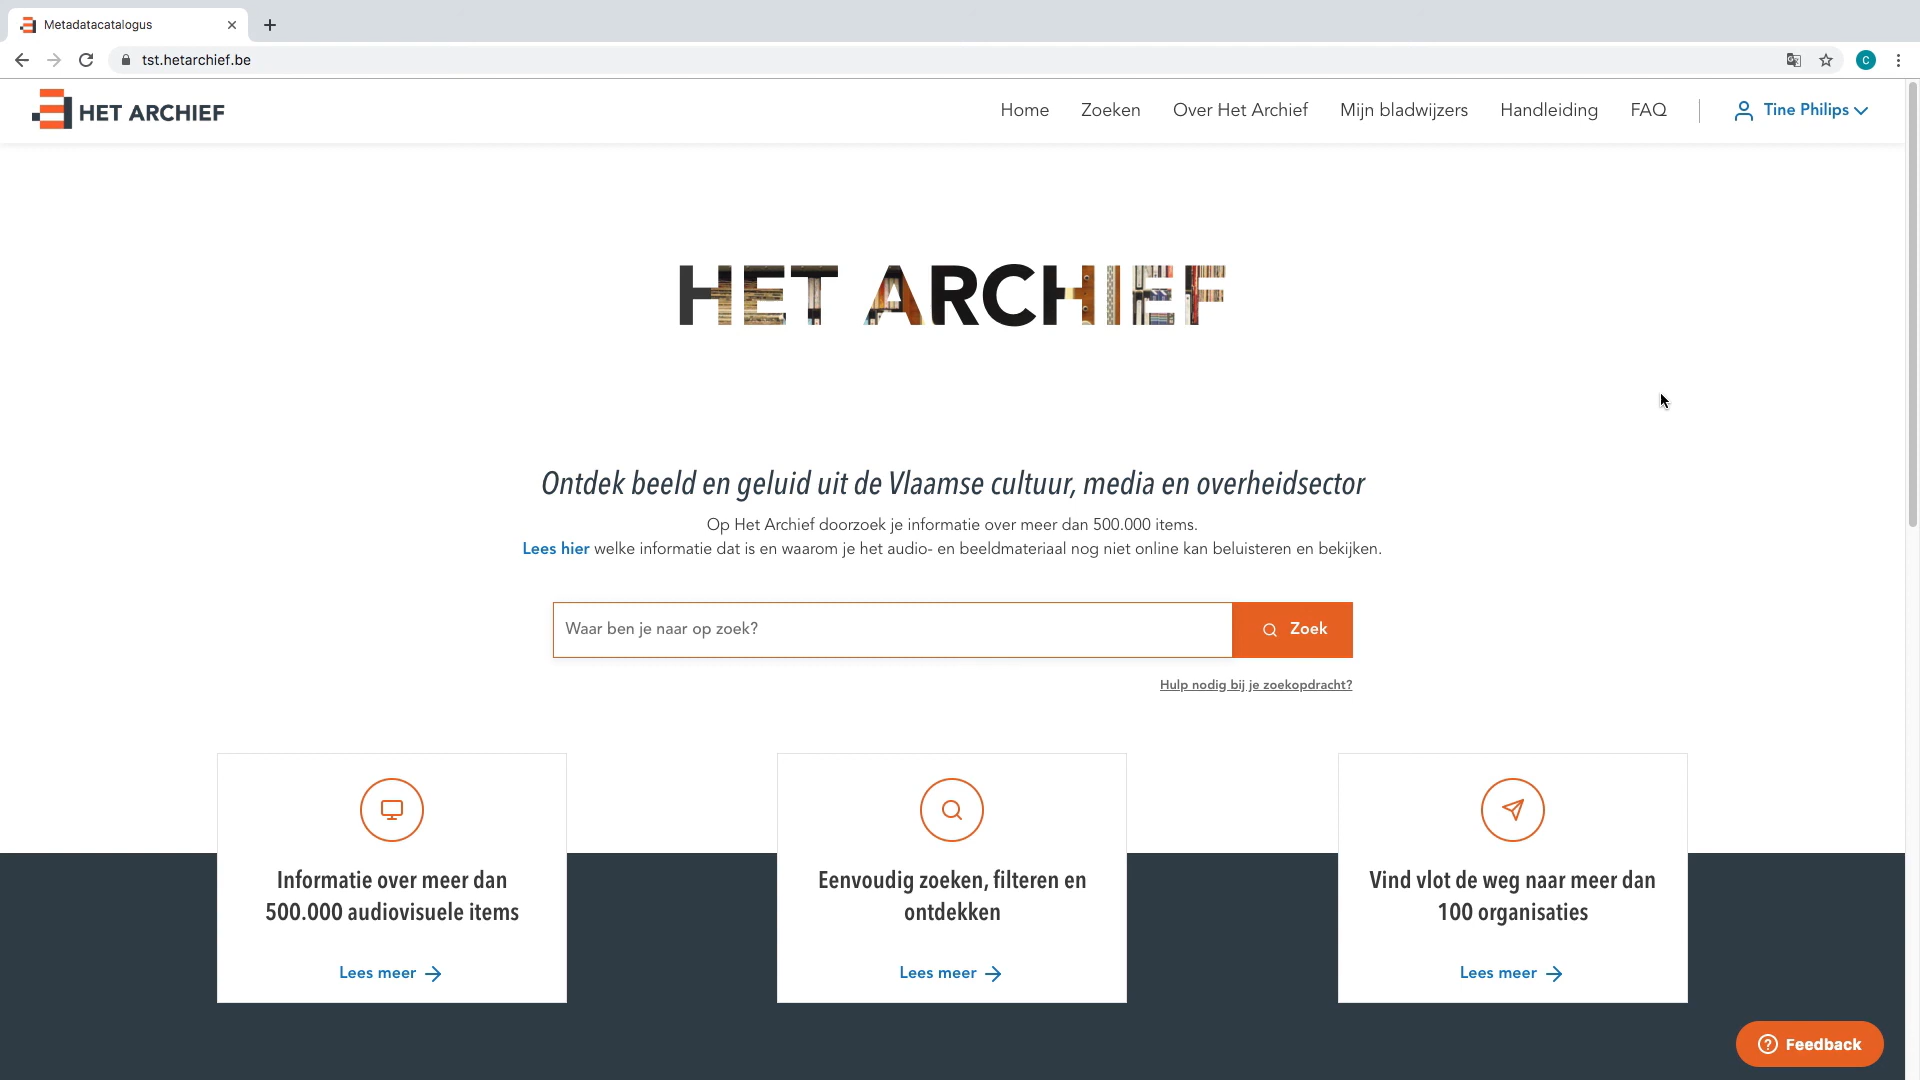 Metadatacatalogus
tst.hetarchief.be
C
HET ARCHIEF
Home
Zoeken
Over Het Archief
Mijn bladwijzers
Handleiding
FAQ
Tine Philips
HET ARCHIEF
Ontdek beeld en geluid uit de Vlaamse cultuur, media en overheidsector
Op Het Archief doorzoek je informatie over meer dan 500.000 items.
Lees hier welke informatie dat is en waarom je het audio- en beeldmateriaal nog niet online kan beluisteren en bekijken.
Waar ben je naar op zoek?
Zoek
Hulp nodig bij je zoekopdracht?
Informatie over meer dan
500.000 audiovisuele items
Lees meer
Eenvoudig zoeken, filteren en
ontdekken
Lees meer
Vind vlot de weg naar meer dan
100 organisaties
Lees meer
Feedback